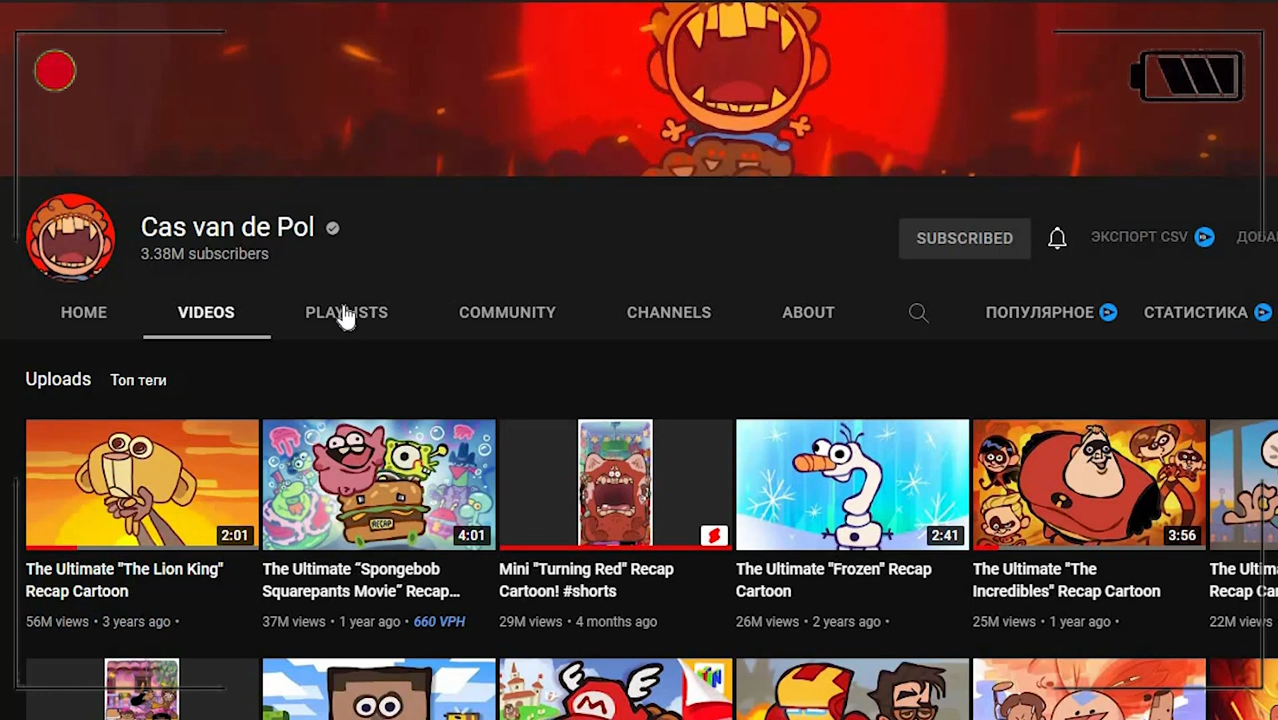 Cas van de Pol
3.38M subscribers
SUBSCRIBED
ЭКСПОРТ CSV
HOME
VIDEOS
PLAYLISTS
COMMUNITY
CHANNELS
ABOUT
ПОПУЛЯРНОЕ
СТАТИСТИКА
Uploads
Топ теги
2:01
RECAP
4:01
2:41
3:56
The Ultimate "The Lion King"
Recap Cartoon
56M views • 3 years ago •
The Ultimate “Spongebob
Squarepants Movie” Recap...
37M views • 1 year ago • 660 VPH
Mini "Turning Red" Recap
Cartoon! #shorts
29M views • 4 months ago
The Ultimate "Frozen" Recap
Cartoon
26M views • 2 years ago •
The Ultimate "The
Incredibles" Recap Cartoon
25M views • 1 year ago •
22M views
M